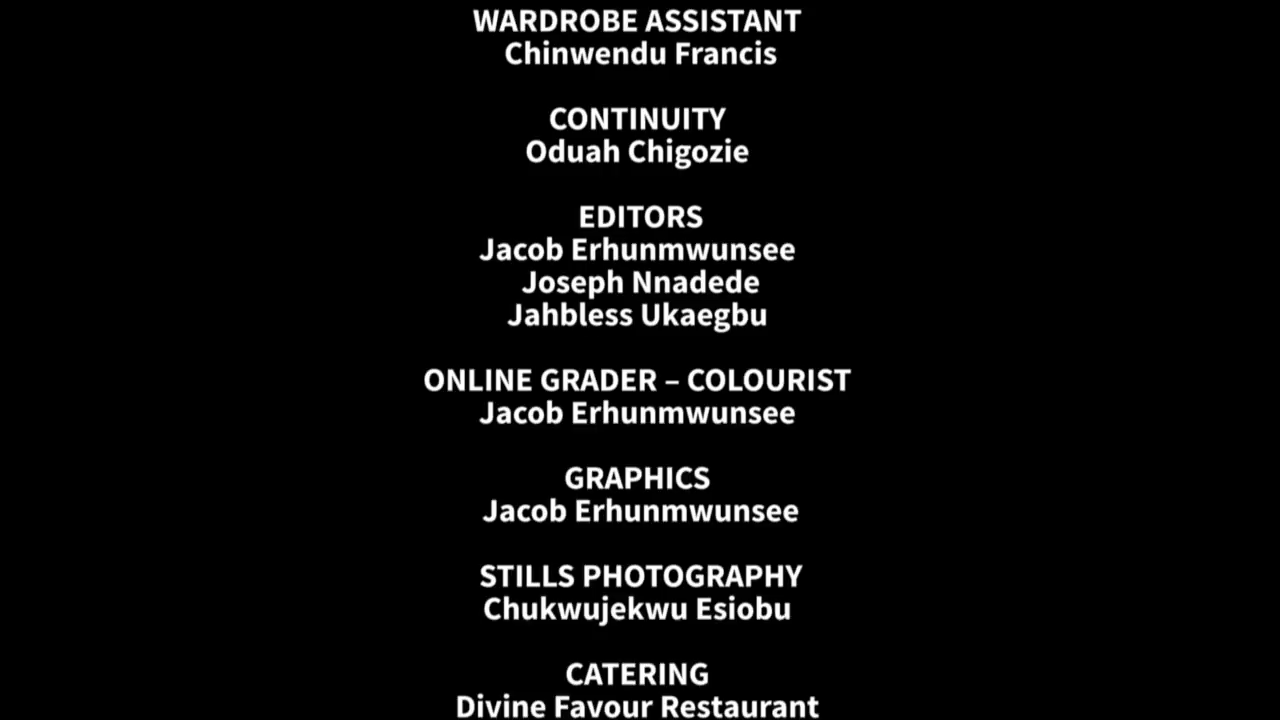 WARDROBE ASSISTANT
Chinwendu Francis
CONTINUITY
Oduah Chigozie
EDITORS
Jacob Erhunmwunsee
Joseph Nnadede
Jahbless Ukaegbu
ONLINE GRADER – COLOURIST
Jacob Erhunmwunsee
GRAPHICS
Jacob Erhunmwunsee
STILLS PHOTOGRAPHY
Chukwujekwu Esiobu
CATERING
Divine Favour Restaurant